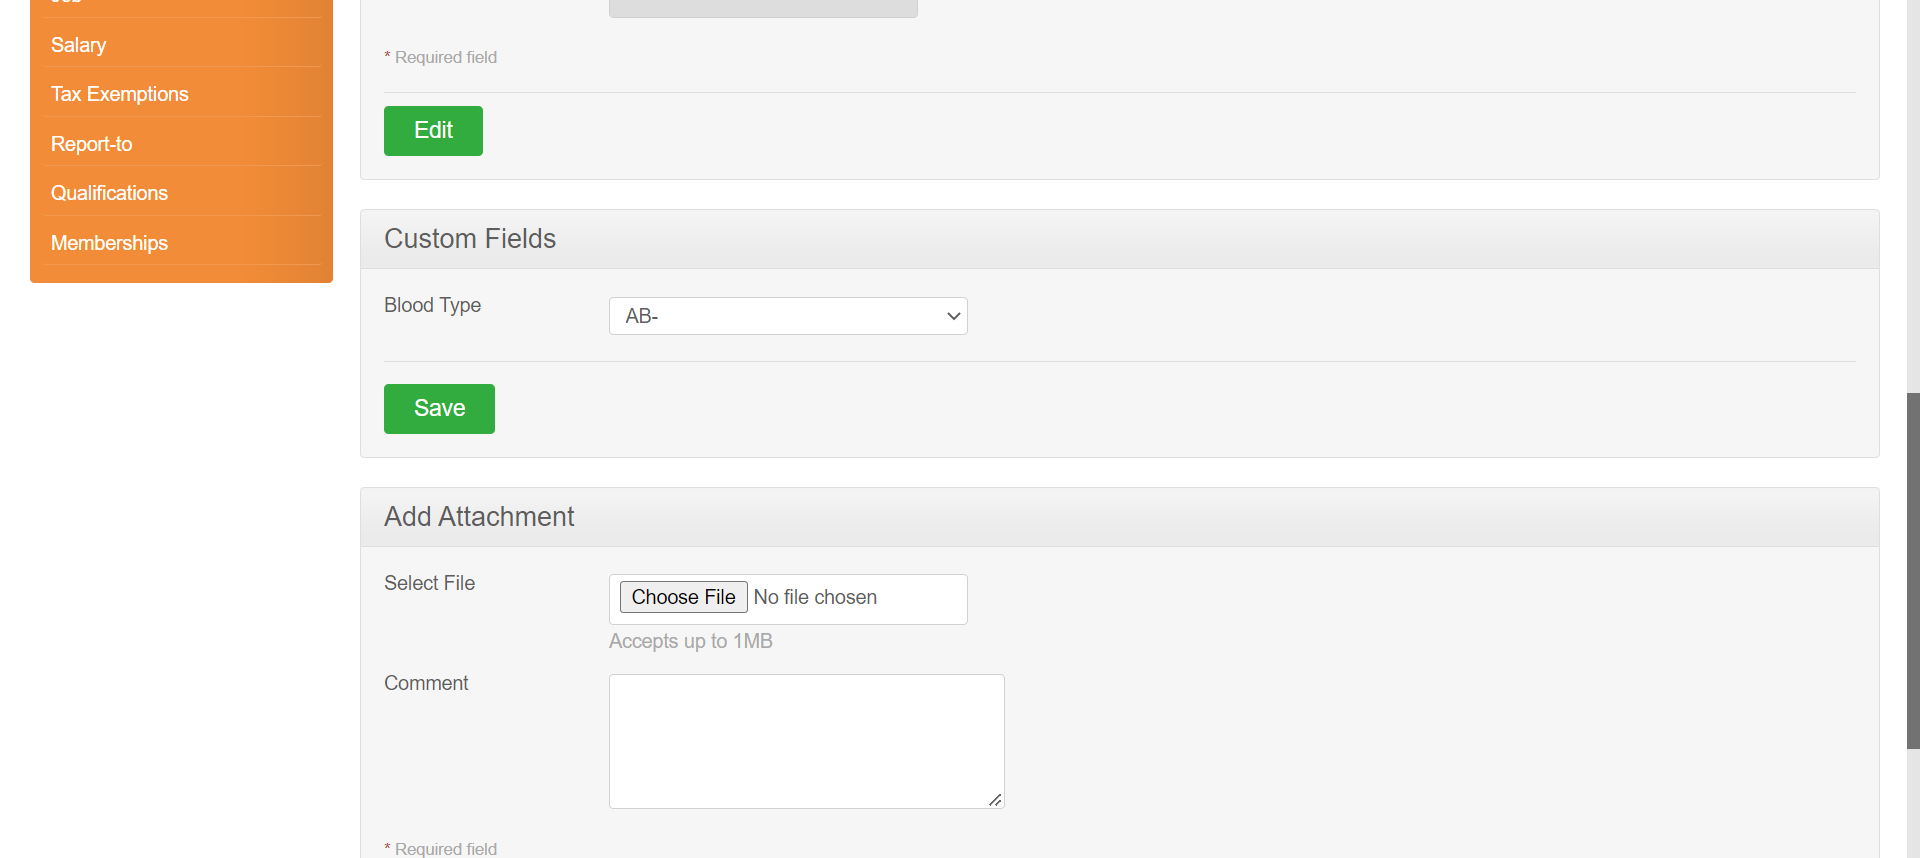 Salary
Tax Exemptions
Report-to
Qualifications
Memberships
* Required field
Edit
Custom Fields
Blood Type
AB-
Save
Add Attachment
Select File
Choose File No file chosen
Accepts up to 1MB
Comment
* Required field